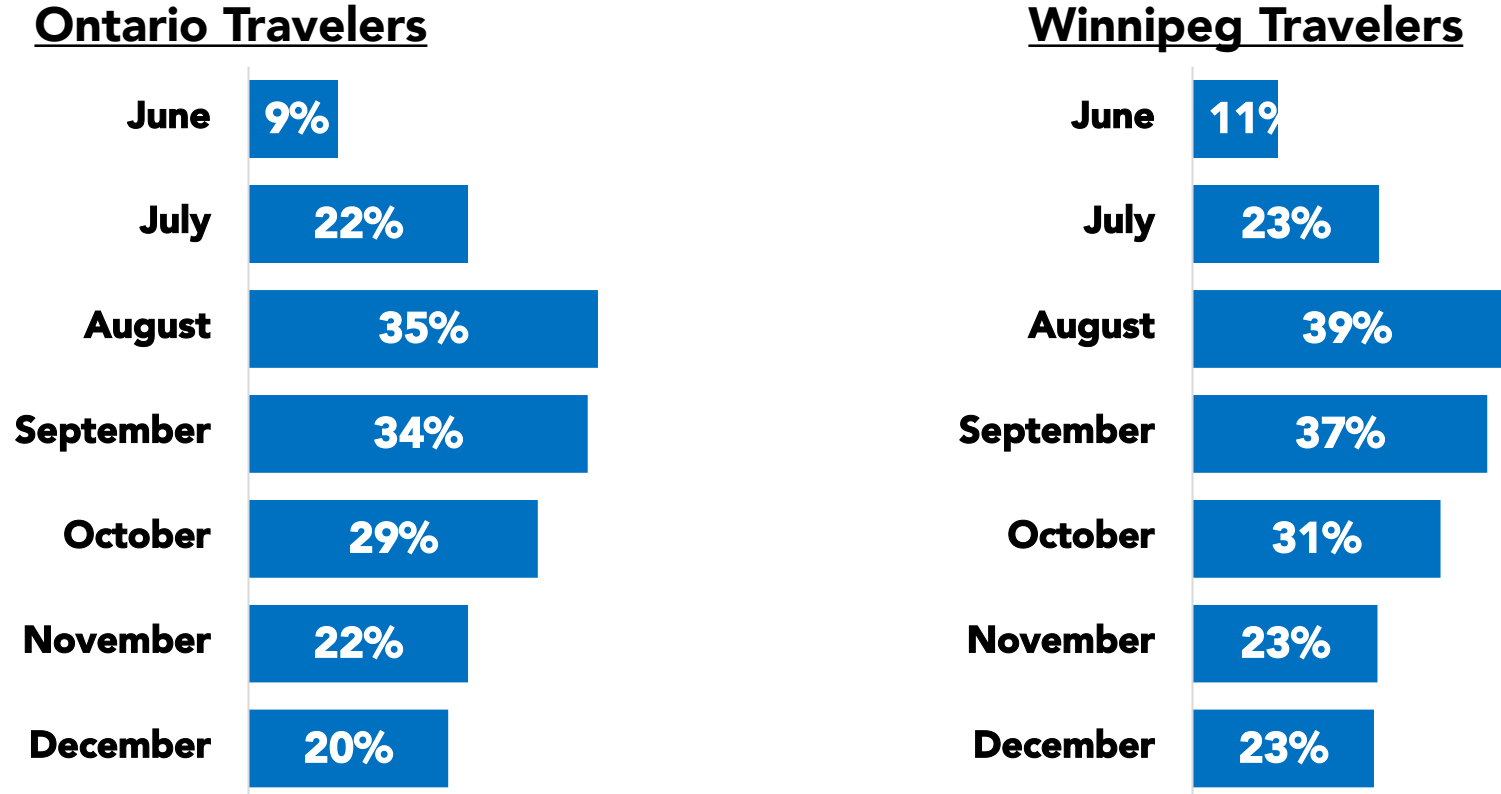 Ontario Travelers
June 9%
July 22%
August 35%
September 34%
October 29%
November 22%
December 20%
Winnipeg Travelers
June 11%
July 23%
August 39%
September 37%
October 31%
November 23%
December 23%